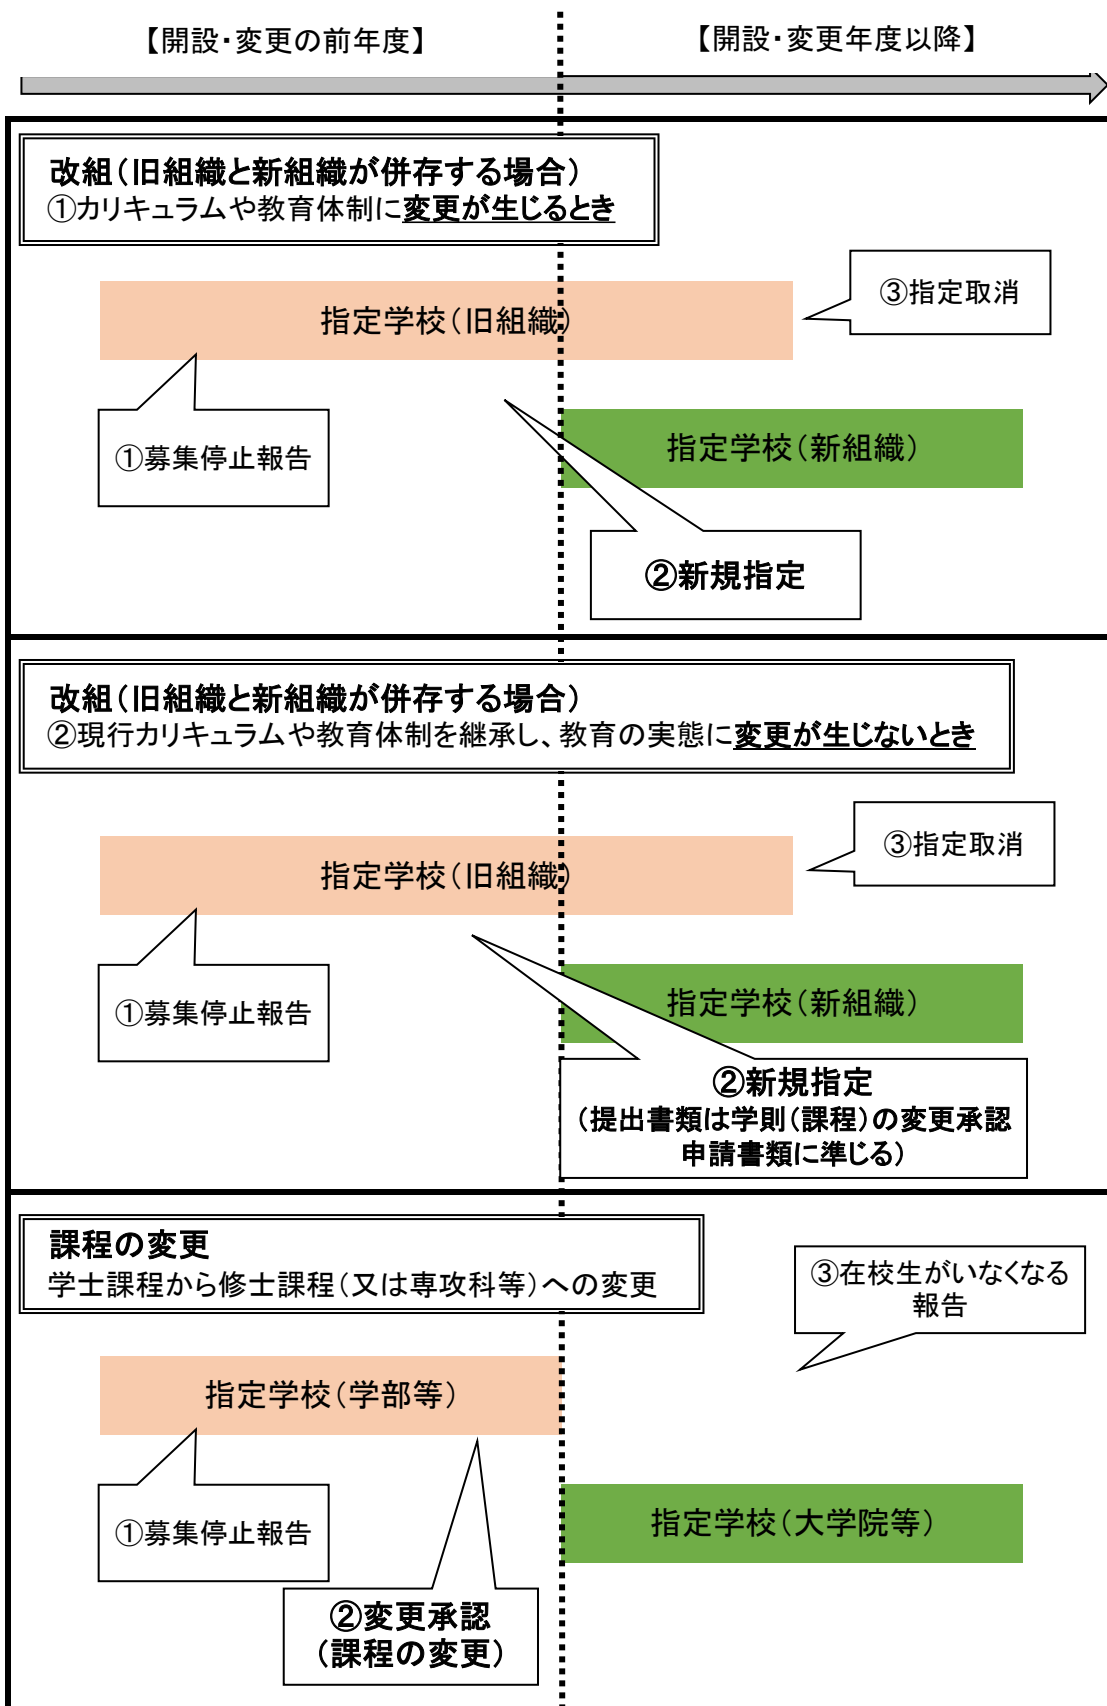 【開設・変更の前年度】
【開設・変更年度以降】
改組（旧組織と新組織が併存する場合）
①カリキュラムや教育体制に変更が生じるとき
③指定取消
指定学校（旧組織）
①募集停止報告
指定学校（新組織）
②新規指定
改組（旧組織と新組織が併存する場合）
②現行カリキュラムや教育体制を継承し、教育の実態に変更が生じないとき
③指定取消
指定学校（旧組織）
①募集停止報告
指定学校（新組織）
②新規指定
（提出書類は学則（課程）の変更承認
申請書類に準じる）
課程の変更
学士課程から修士課程（又は専攻科等）への変更
③在校生がいなくなる
報告
指定学校（学部等）
①募集停止報告
指定学校（大学院等）
②変更承認
（課程の変更）